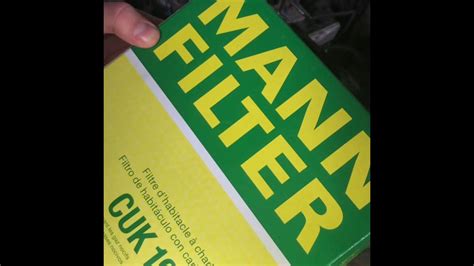 MANN
FILTER
Filtre d'habitacle à
Filtro de habitáculo con
CUK